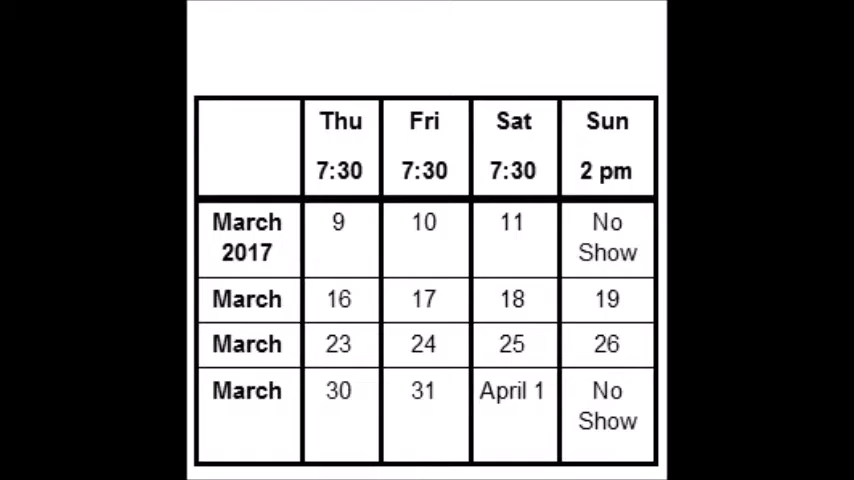 Thu Fri Sat Sun
7:30 7:30 7:30 2 pm
March 9 10 11 No
2017 Show
March 16 17 18 19
March 23 24 25 26
March 30 31 April 1 No
Show